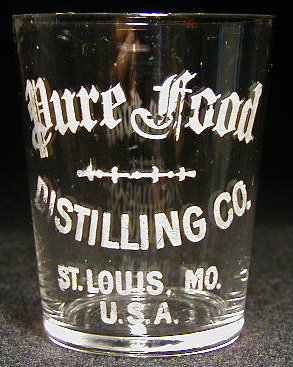 Pure Food
DISTILLING CO.
ST. LOUIS, MO.
U.S.A.